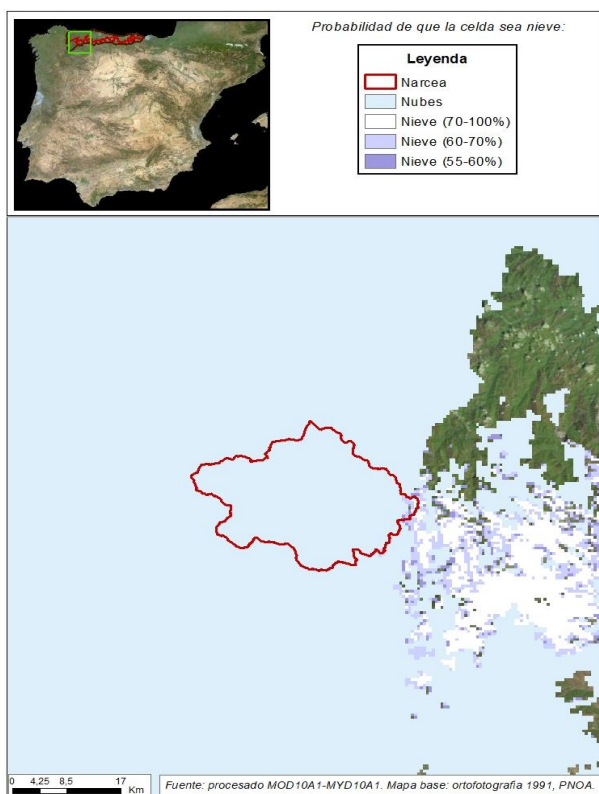 Probabilidad de que la celda sea nieve:
Leyenda
Narcea
Nubes
Nieve (70-100%)
Nieve (60-70%)
Nieve (55-60%)
0 4,25 8,5 17
Km
Fuente: procesado MOD10A1-MYD10A1. Mapa base: ortofotografia 1991, PNOA.